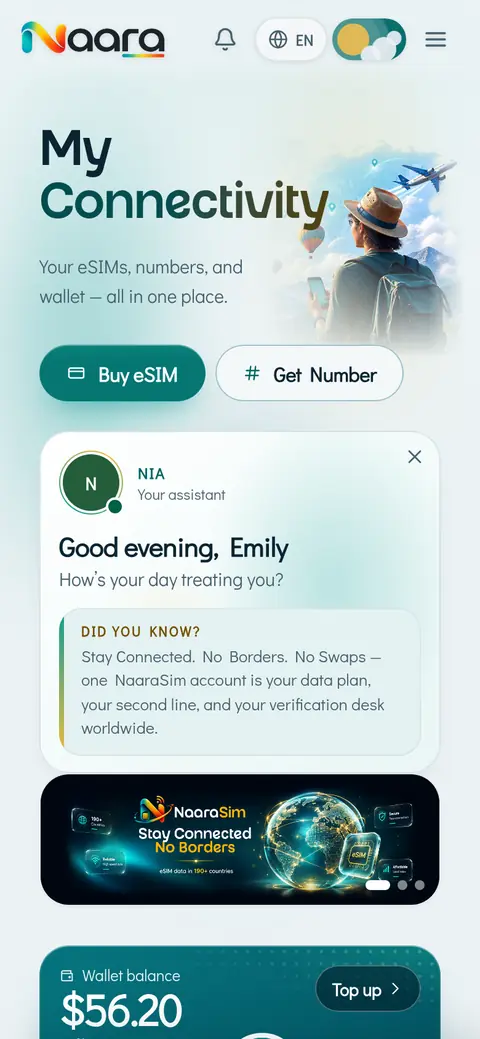 Naara
EN
My
Connectivity
Your eSIMs, numbers, and
wallet — all in one place.
Buy eSIM
# Get Number
N
NIA
Your assistant
Good evening, Emily
How's your day treating you?
DID YOU KNOW?
Stay Connected. No Borders. No Swaps —
one NaaraSim account is your data plan,
your second line, and your verification desk
worldwide.
NaaraSim
Stay Connected
No Borders
eSIM data in 190+ countries
190+
Secure
eSIM
Wallet balance
$56.20
Top up